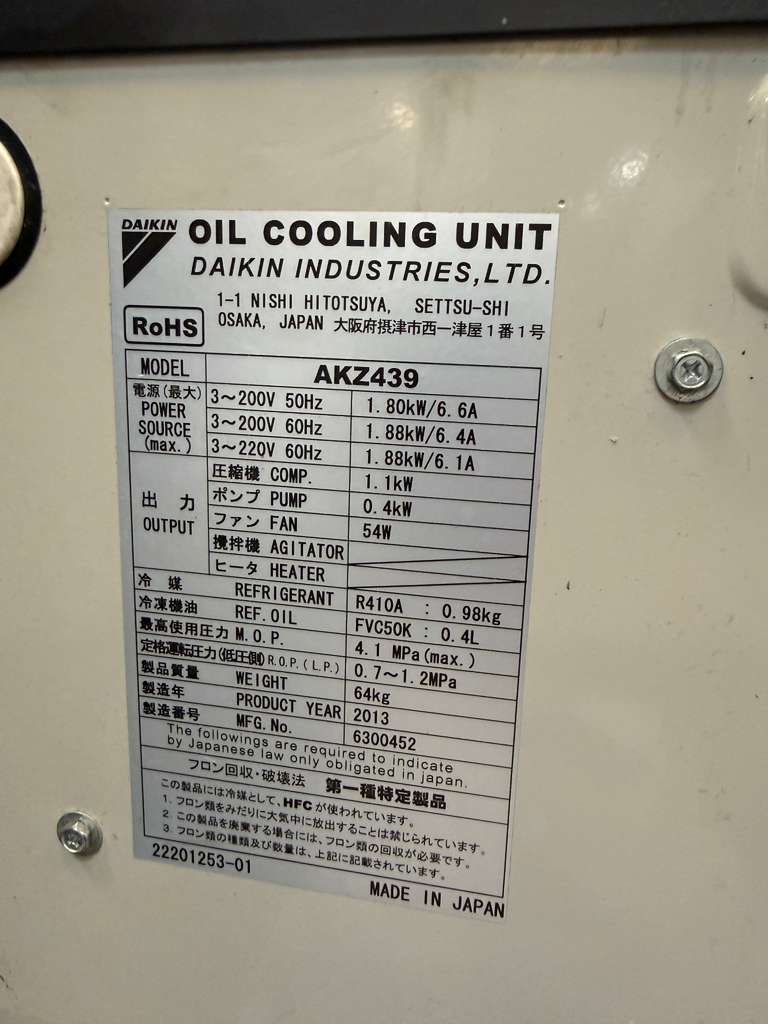 DAIKIN OIL COOLING UNIT
DAIKIN INDUSTRIES,LTD.
1-1 NISHI HITOTSUYA, SETTSU-SHI
RoHS OSAKA, JAPAN 大阪府摂津市西一津屋1番1号
MODEL AKZ439
電源(最大) POWER SOURCE (max.) 3～200V 50Hz 1.80kW/6.6A
3～200V 60Hz 1.88kW/6.4A
3～220V 60Hz 1.88kW/6.1A
出力 OUTPUT 圧縮機 COMP. 1.1kW
ポンプ PUMP 0.4kW
ファン FAN 54W
攪拌機 AGITATOR
ヒータ HEATER
冷媒 REFRIGERANT R410A : 0.98kg
冷凍機油 REF.OIL FVC50K : 0.4L
最高使用圧力 M.O.P. 4.1 MPa(max.)
定格運転圧力(低圧側) R.O.P.(L.P.) 0.7～1.2MPa
製品質量 WEIGHT 64kg
製造年 PRODUCT YEAR 2013
製造番号 MFG.No. 6300452
The followings are required to indicate
by Japanese law only obligated in japan.
フロン回収・破壊法 第一種特定製品
この製品には冷媒として、HFCが使われています。
1. フロン類をみだりに大気中に放出することは禁じられています。
2. この製品を廃棄する場合には、フロン類の回収が必要です。
3. フロン類の種類及び数量は、上記に記載されています。
22201253-01
MADE IN JAPAN